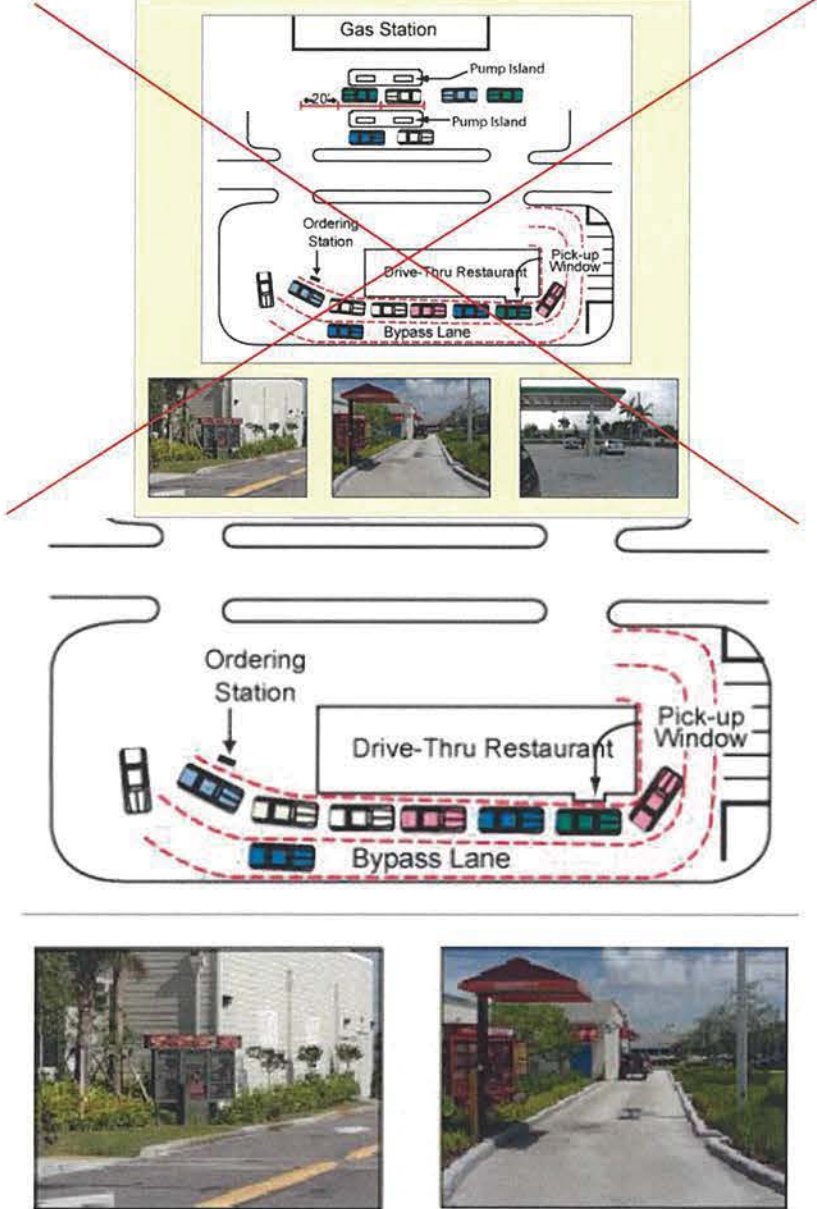 Gas Station
Pump Island
20'
Pump Island
Ordering
Station
Drive-Thru Restaurant
Pick-up
Window
Bypass Lane
Ordering
Station
Drive-Thru Restaurant
Pick-up
Window
Bypass Lane